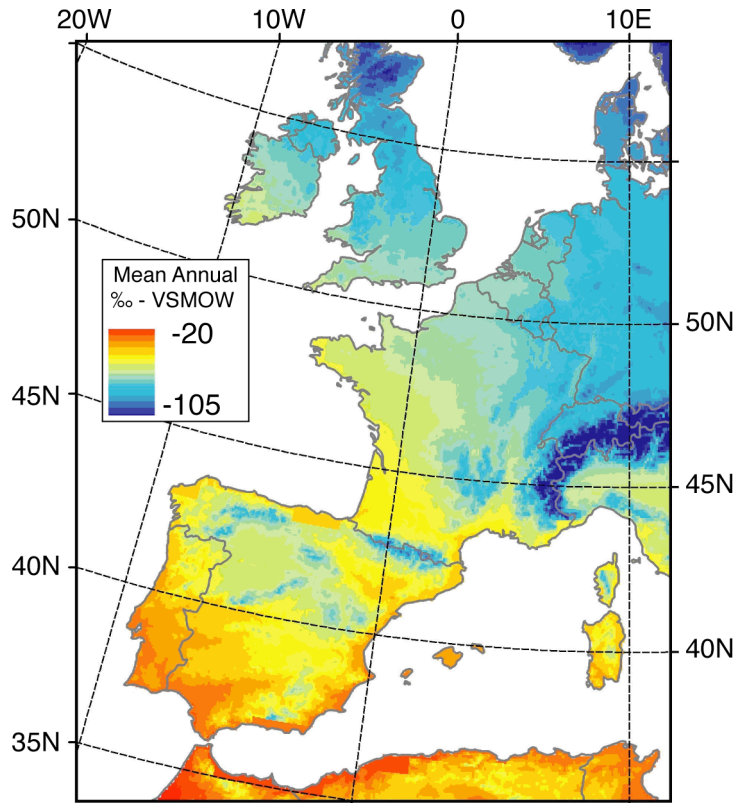 20W 10W 0 10E
50N
Mean Annual
‰ - VSMOW
-20
-105
50N
45N
45N
40N
40N
35N